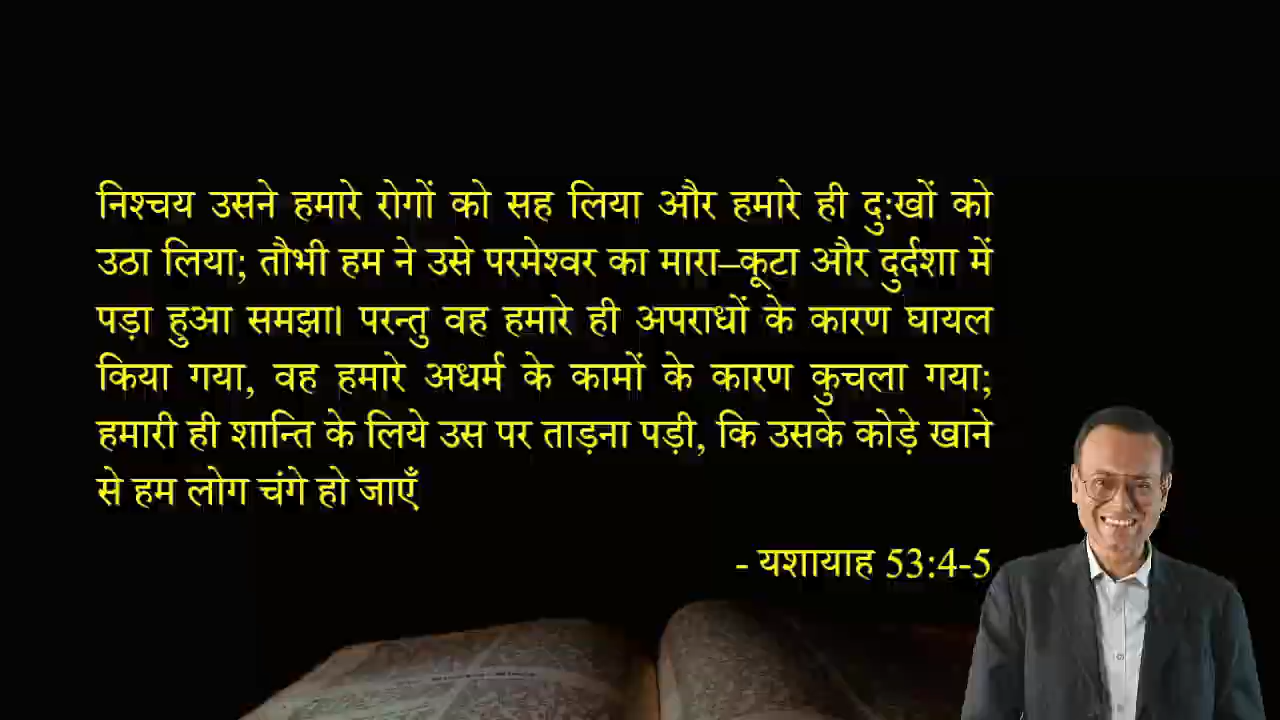 निश्चय उसने हमारे रोगों को सह लिया और हमारे ही दु:खों को
उठा लिया; तौभी हम ने उसे परमेश्वर का मारा–कूटा और दुर्दशा में
पड़ा हुआ समझा। परन्तु वह हमारे ही अपराधों के कारण घायल
किया गया, वह हमारे अधर्म के कामों के कारण कुचला गया;
हमारी ही शान्ति के लिये उस पर ताड़ना पड़ी, कि उसके कोड़े खाने
से हम लोग चंगे हो जाएँ
- यशायाह 53:4-5